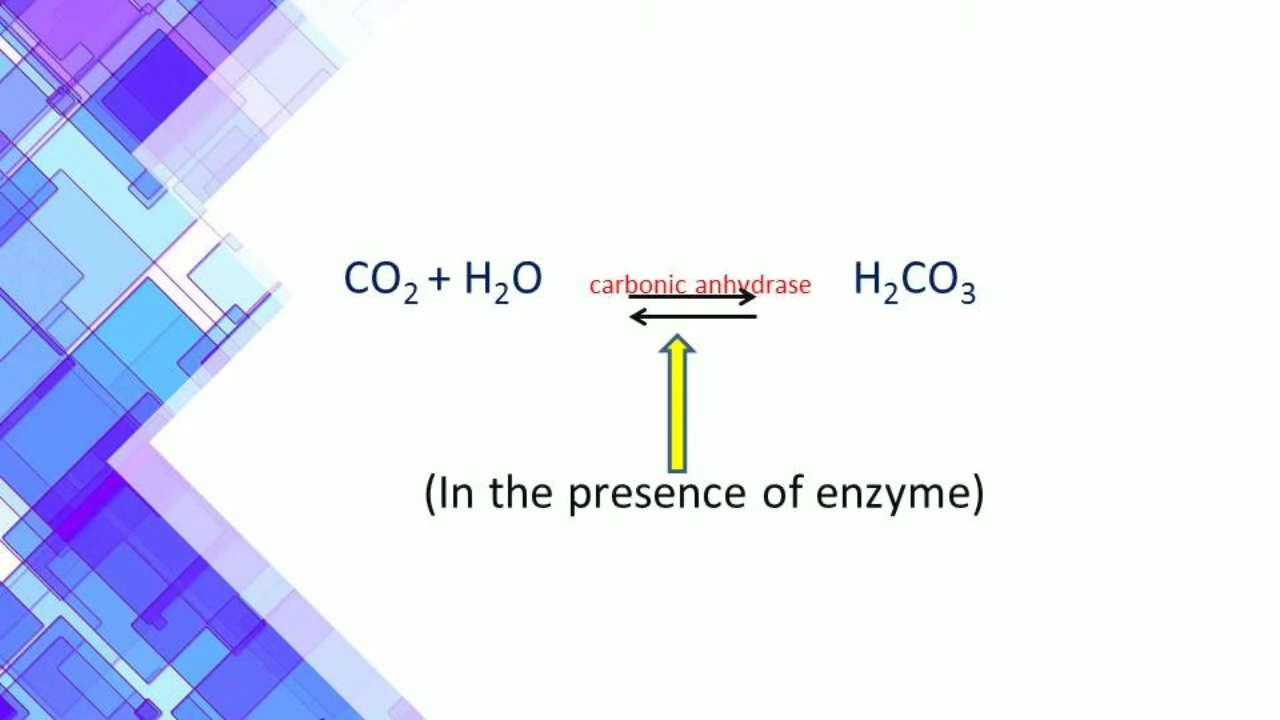 CO₂ + H₂O carbonic anhydrase H₂CO₃
(In the presence of enzyme)